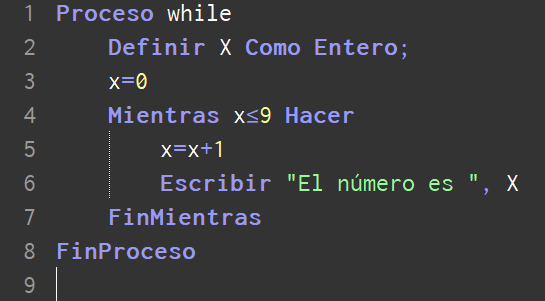 1 Proceso while
2 Definir X Como Entero;
3 x=0
4 Mientras x≤9 Hacer
5 x=x+1
6 Escribir "El número es ", X
7 FinMientras
8 FinProceso
9